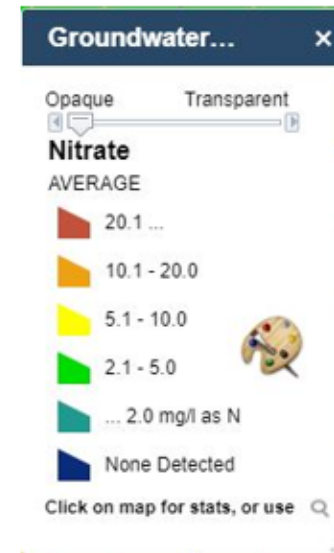 Groundwater... ×
Opaque Transparent
Nitrate
AVERAGE
20.1 ...
10.1 - 20.0
5.1 - 10.0
2.1 - 5.0
... 2.0 mg/l as N
None Detected
Click on map for stats, or use